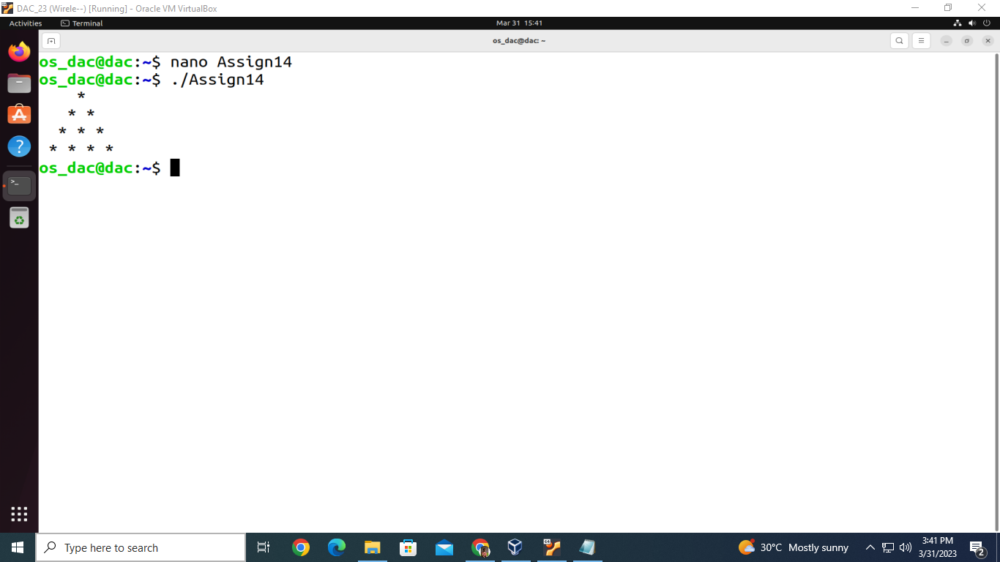 DAC_23 (Wirele--) [Running] - Oracle VM VirtualBox
Activities Terminal Mar 31 15:41
os_dac@dac: ~
os_dac@dac:~$ nano Assign14
os_dac@dac:~$ ./Assign14
    *
   * *
  * * *
 * * * *
os_dac@dac:~$
Type here to search
30°C Mostly sunny
3:41 PM
3/31/2023
2